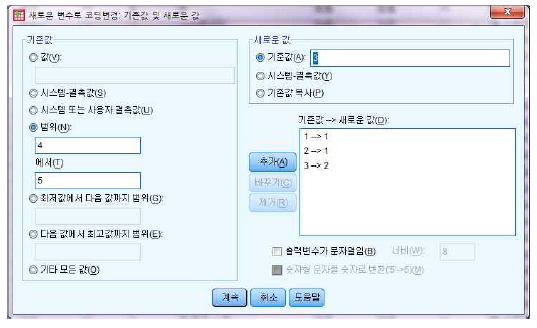 새로운 변수로 코딩변경: 기존값 및 새로운 값
기존값
값(V):
시스템-결측값(S)
시스템 또는 사용자 결측값(U)
범위(N):
4
에서(T)
5
최저값에서 다음 값까지 범위(G):
다음 값에서 최고값까지 범위(E):
기타 모든 값(O)
새로운 값
기준값(A): 3
시스템-결측값(Y)
기존값 복사(P)
기존값 --> 새로운 값(D):
1 --> 1
2 --> 1
3 --> 2
추가(A)
바꾸기(C)
제거(R)
출력변수가 문자열임(B) 너비(W): 8
숫자형 문자를 숫자로 변환('5'->5)(M)
계속 취소 도움말